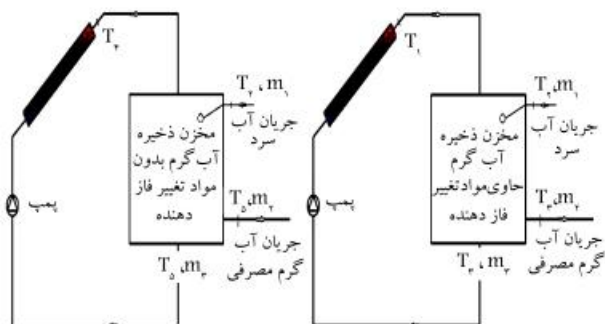 T۱
T۲، m۱
جریان آب
سرد
مخزن ذخیره
آب گرم
حاوی‌مواد تغییر
فاز دهنده
T۳، m۲
جریان آب
گرم مصرفی
T۳ ، m۳
پمپ
T۴
T۲ ، m۱
جریان آب
سرد
مخزن ذخیره
آب گرم بدون
مواد تغییر فاز
دهنده
T۵، m۲
جریان آب
گرم مصرفی
T۵، m۳
پمپ